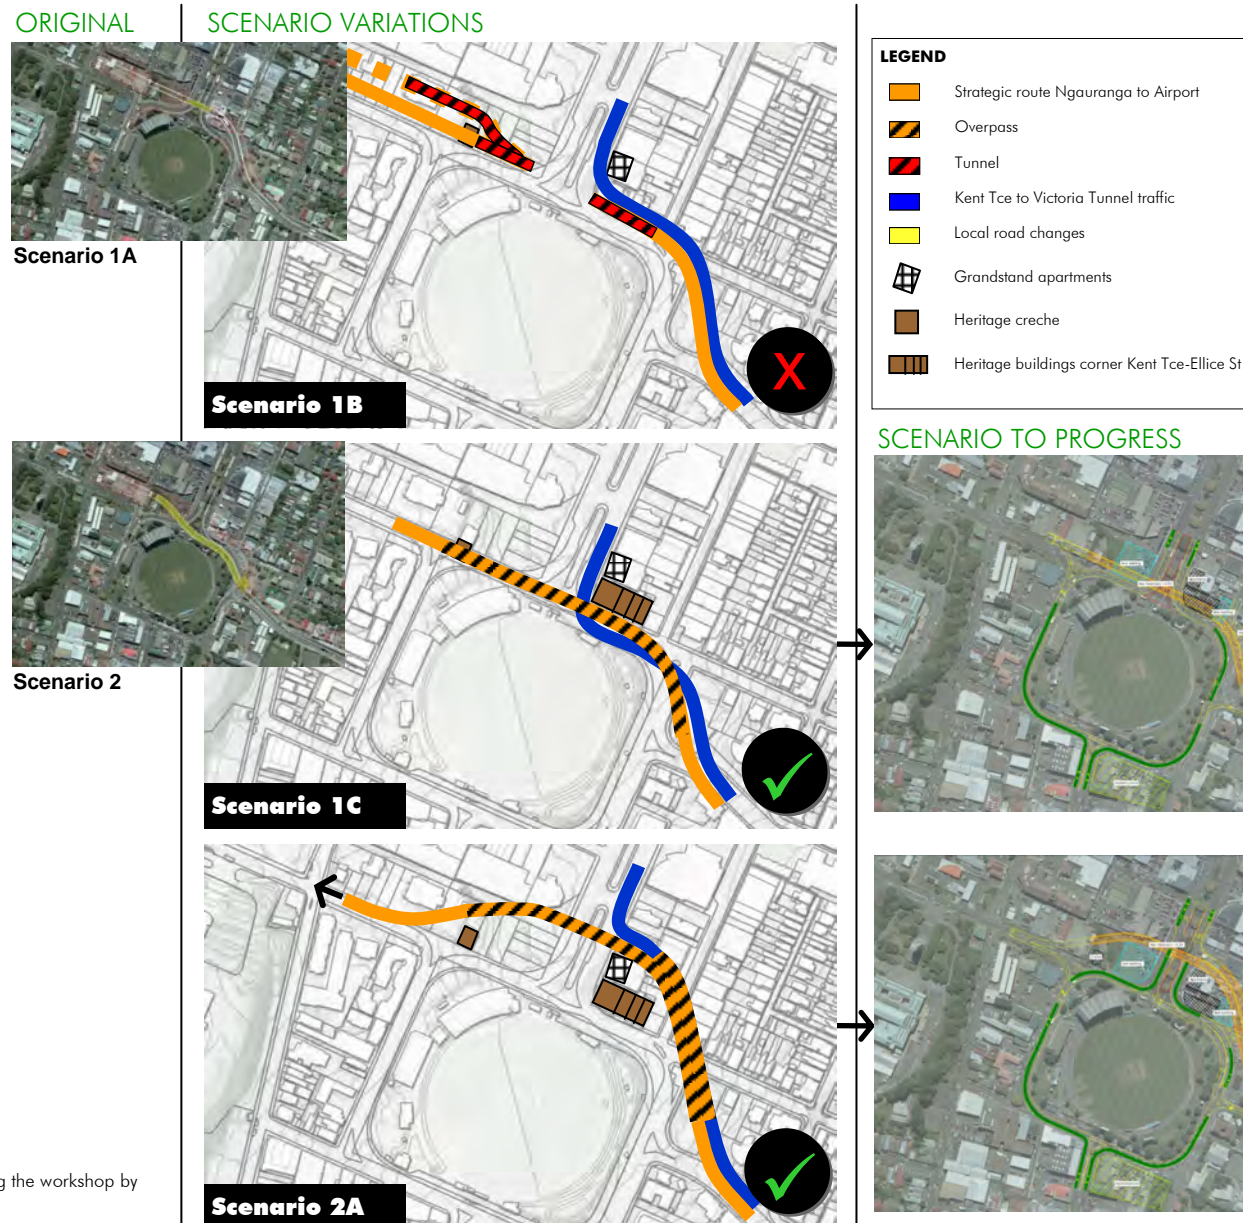 ORIGINAL
SCENARIO VARIATIONS
Scenario 1A
Scenario 1B
X
LEGEND
Strategic route Ngauranga to Airport
Overpass
Tunnel
Kent Tce to Victoria Tunnel traffic
Local road changes
Grandstand apartments
Heritage creche
Heritage buildings corner Kent Tce-Ellice St
SCENARIO TO PROGRESS
Scenario 2
Scenario 1C
Scenario 2A
g the workshop by